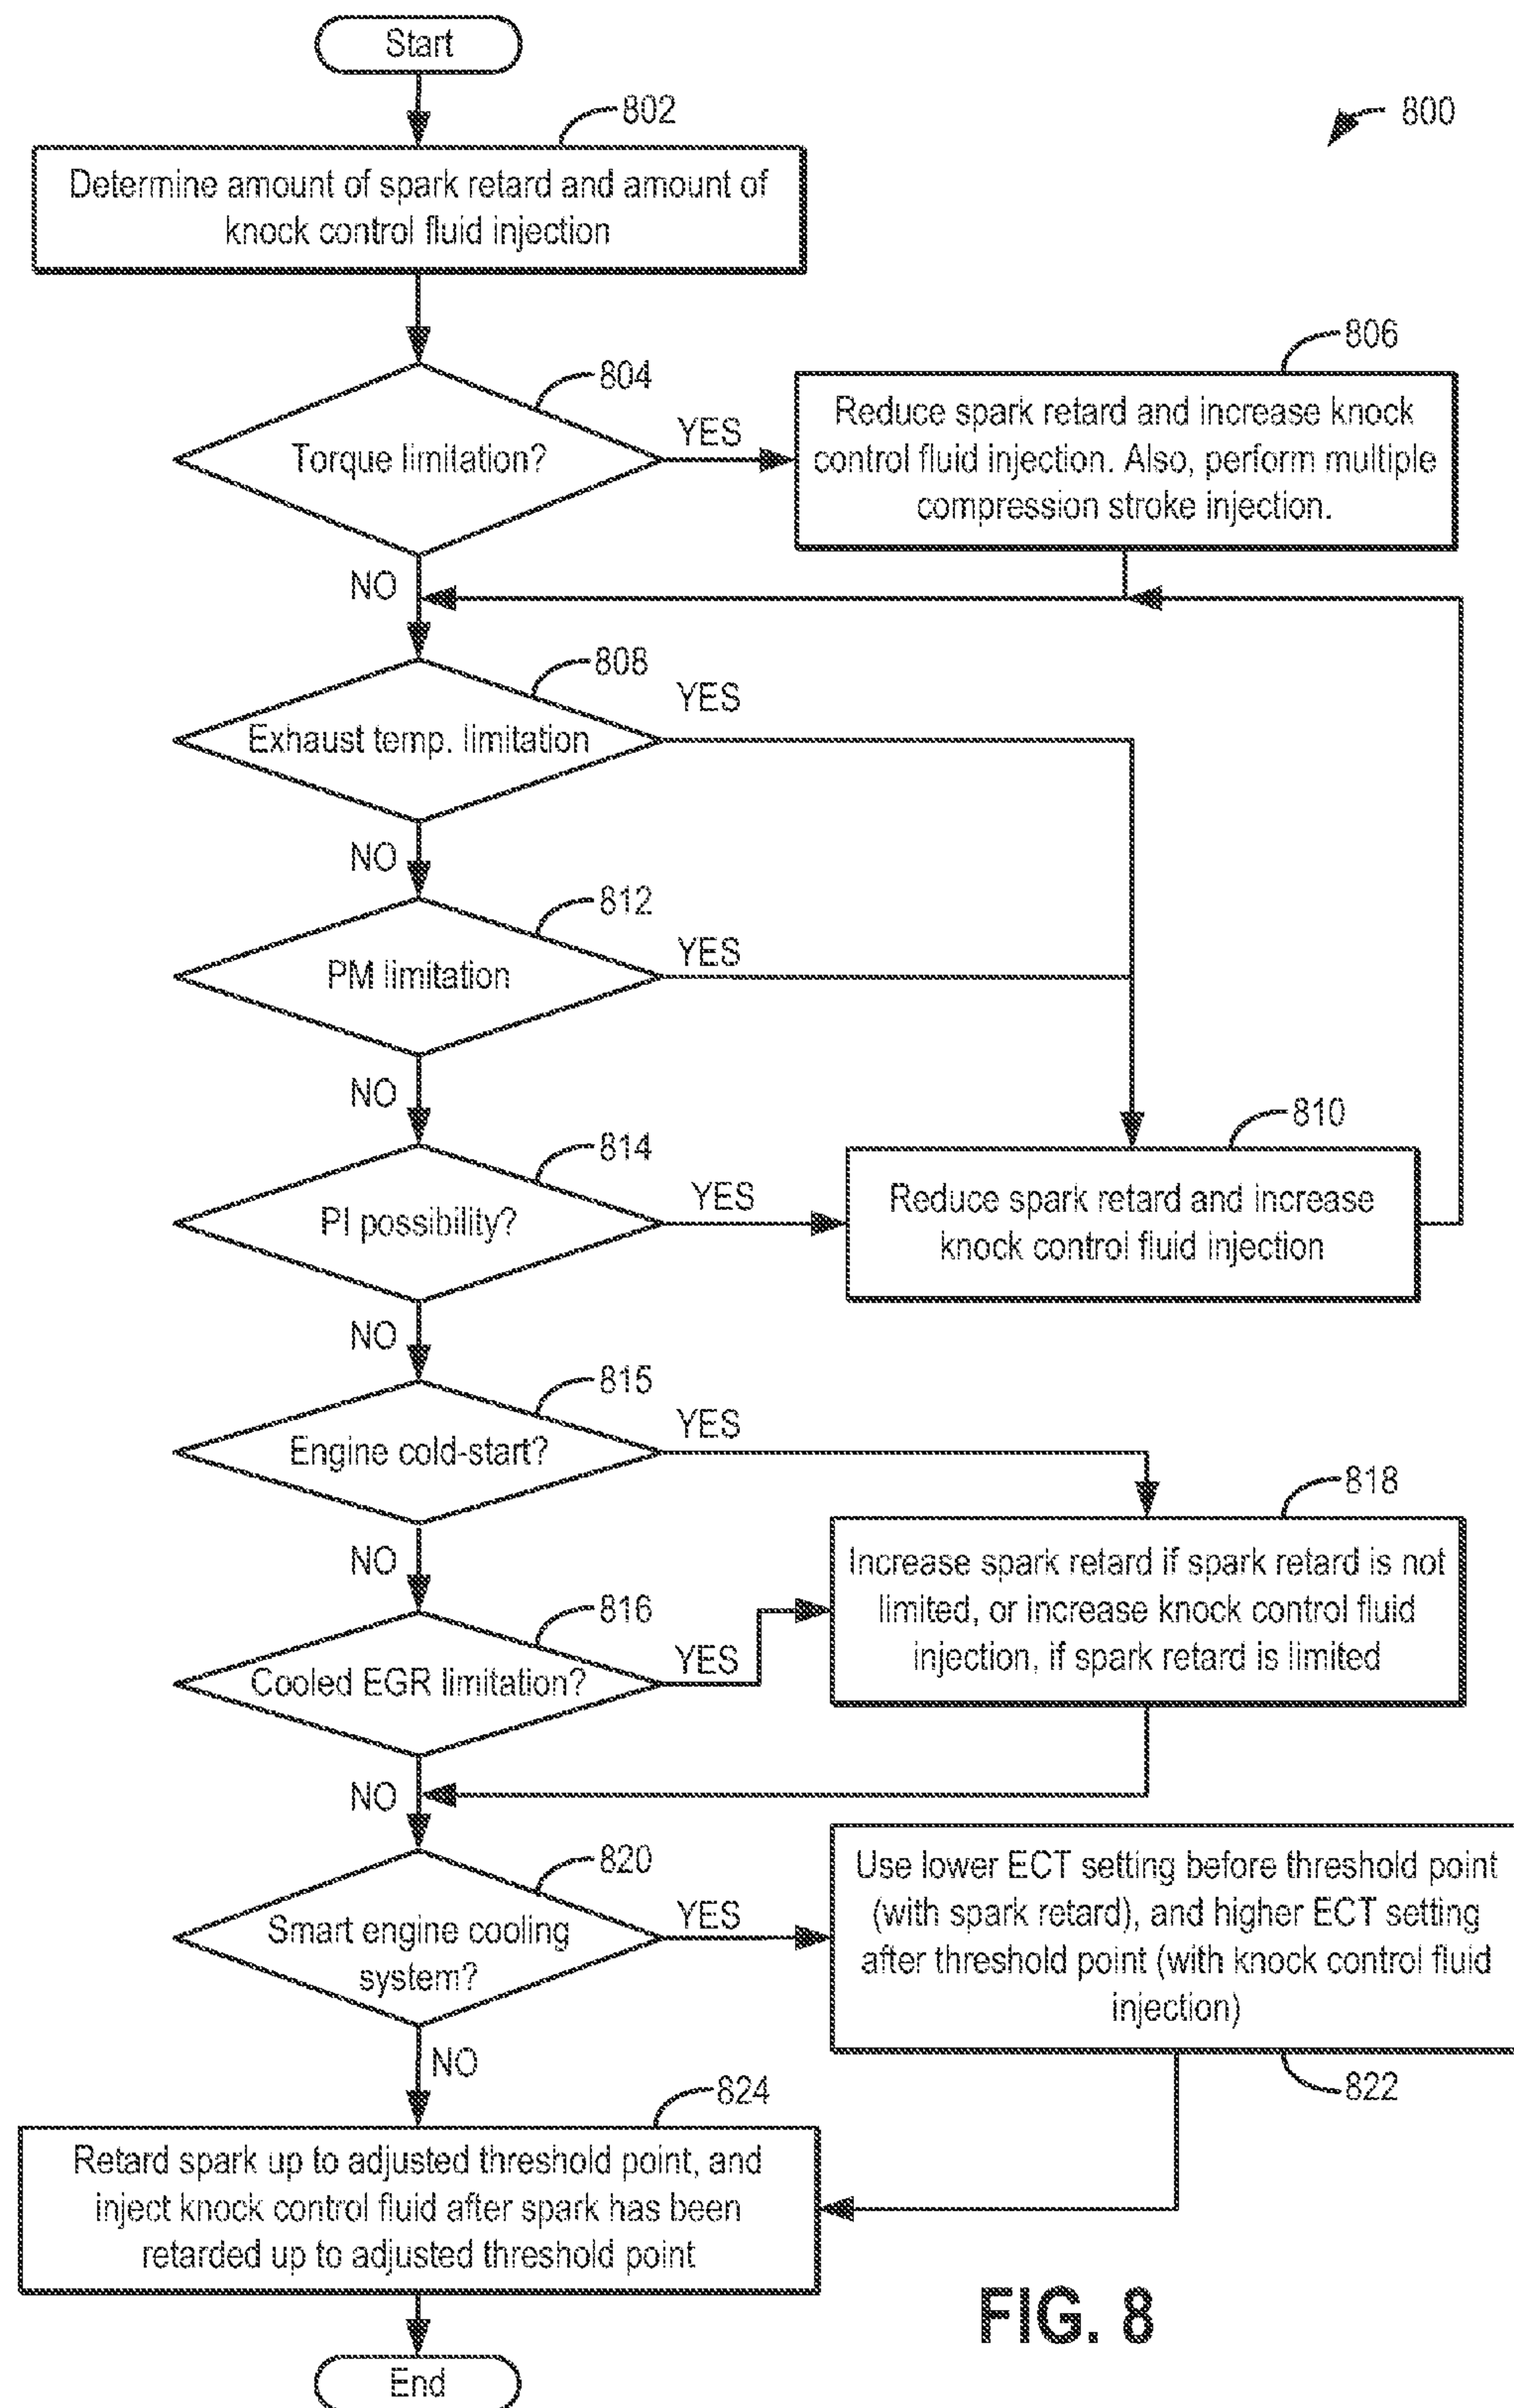 Start
802
800
Determine amount of spark retard and amount of
knock control fluid injection
804
806
Torque limitation?
YES
Reduce spark retard and increase knock
control fluid injection. Also, perform multiple
compression stroke injection.
NO
808
Exhaust temp. limitation
YES
NO
812
PM limitation
YES
NO
814
810
PI possibility?
YES
Reduce spark retard and increase
knock control fluid injection
NO
815
Engine cold-start?
YES
818
NO
Increase spark retard if spark retard is not
limited, or increase knock control fluid
injection, if spark retard is limited
816
Cooled EGR limitation?
YES
NO
820
Smart engine cooling
system?
YES
Use lower ECT setting before threshold point
(with spark retard), and higher ECT setting
after threshold point (with knock control fluid
injection)
822
NO
824
Retard spark up to adjusted threshold point, and
inject knock control fluid after spark has been
retarded up to adjusted threshold point
End
FIG. 8